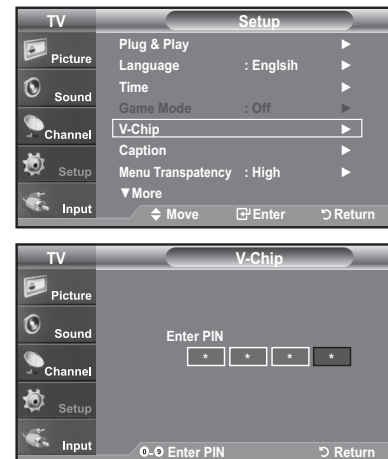 TV Setup
Picture
Sound
Channel
Setup
Input
Plug & Play ►
Language : Englsih ►
Time ►
Game Mode : Off ►
V-Chip ►
Caption ►
Menu Transpatency : High ►
▼More
Move Enter Return
TV V-Chip
Picture
Sound
Channel
Setup
Input
Enter PIN
* * * *
0-9 Enter PIN Return